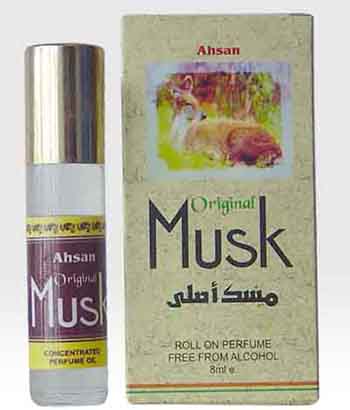 Ahsan
Original
Musk
CONCENTRATED
PERFUME OIL
Ahsan
Original
Musk
مسك أصلي
ROLL ON PERFUME
FREE FROM ALCOHOL
8ml e